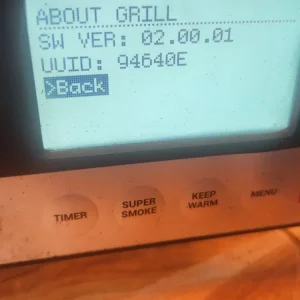 ABOUT GRILL
SW VER: 02.00.01
UUID: 94640E
>Back
TIMER
SUPER
SMOKE
KEEP
WARM
MENU